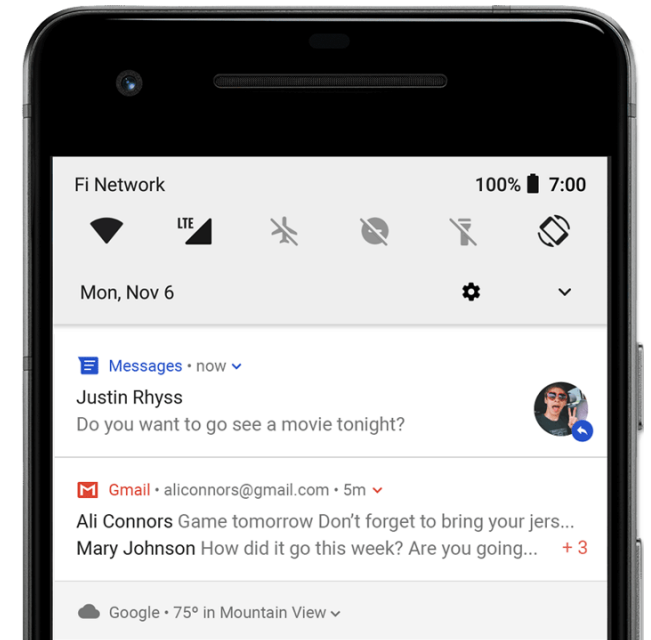 Fi Network 100% 7:00
LTE
Mon, Nov 6
Messages • now
Justin Rhyss
Do you want to go see a movie tonight?
Gmail • aliconnors@gmail.com • 5m
Ali Connors Game tomorrow Don’t forget to bring your jers...
Mary Johnson How did it go this week? Are you going... + 3
Google • 75º in Mountain View